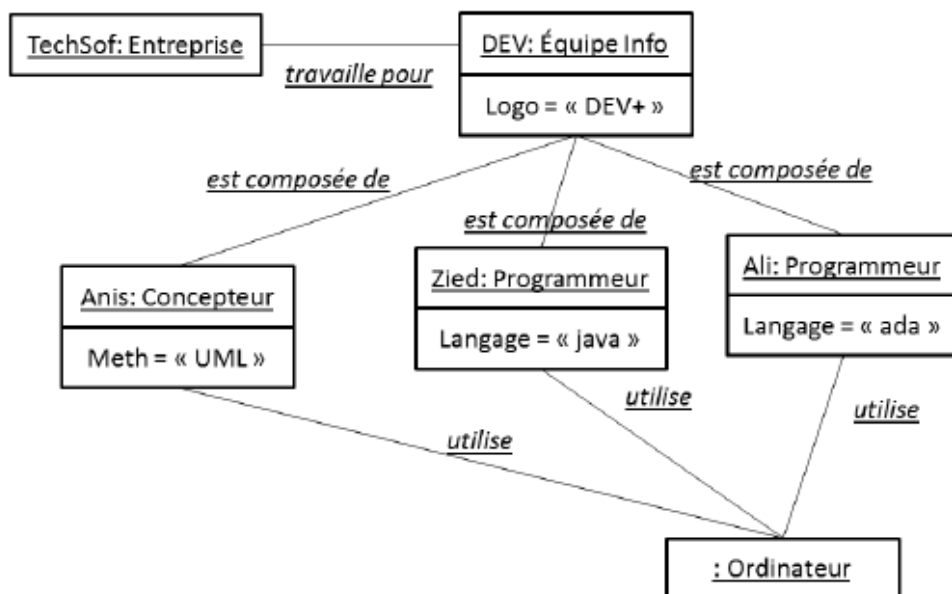 TechSof: Entreprise
travaille pour
DEV: Équipe Info
Logo = « DEV+ »
est composée de
est composée de
est composée de
Anis: Concepteur
Meth = « UML »
Zied: Programmeur
Langage = « java »
Ali: Programmeur
Langage = « ada »
utilise
utilise
utilise
: Ordinateur